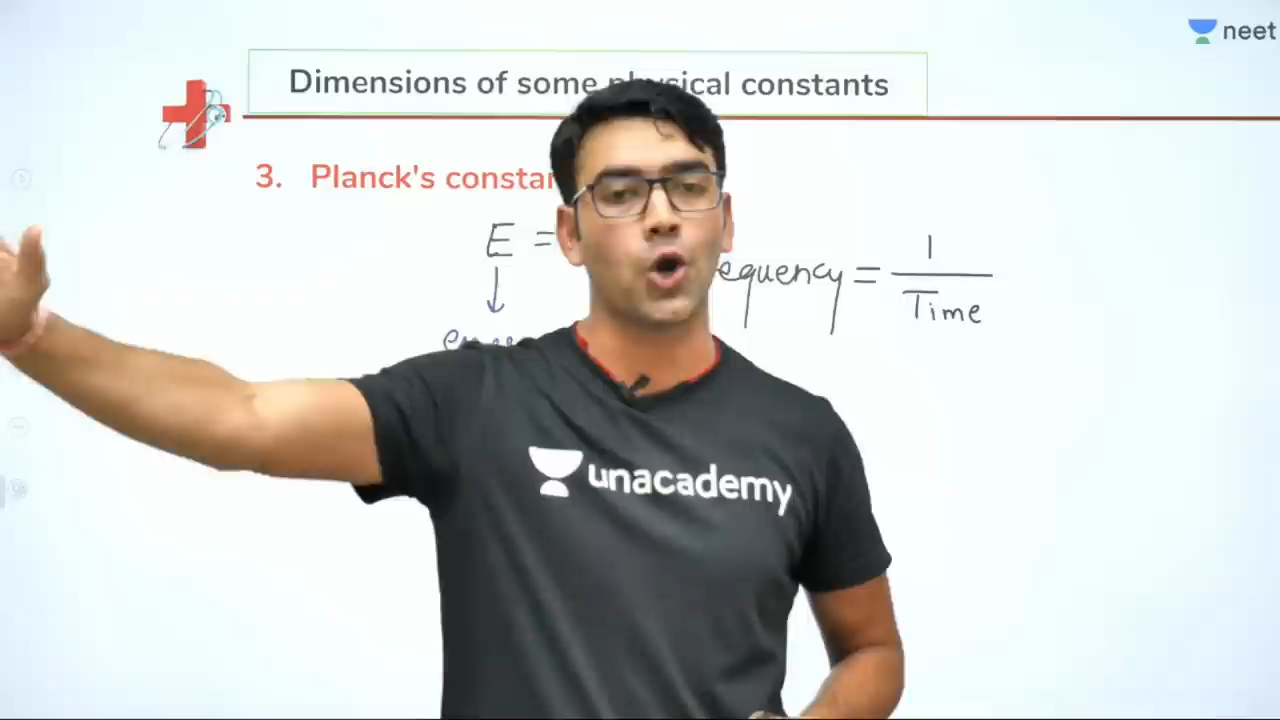 neet
Dimensions of some physical constants
3. Planck's constan
E =
equency = 1
Time
unacademy